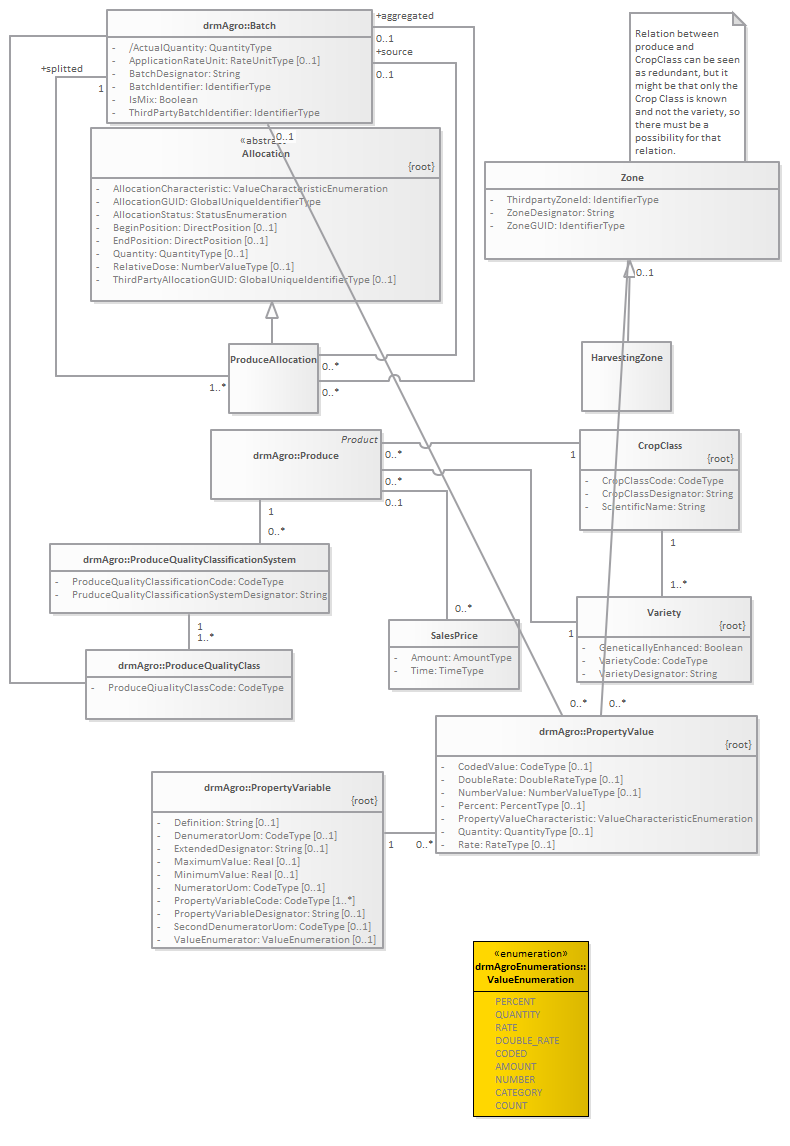 drmAgro::Batch
- /ActualQuantity: QuantityType
- ApplicationRateUnit: RateUnitType [0..1]
- BatchDesignator: String
- BatchIdentifier: IdentifierType
- IsMix: Boolean
- ThirdPartyBatchIdentifier: IdentifierType
+aggregated
0..1
+source
0..1
+splitted
1
0..1
Relation between
produce and
CropClass can be seen
as redundant, but it
might be that only the
Crop Class is known
and not the variety, so
there must be a
possibility for that
relation.
«abstra
Allocation
{root}
- AllocationCharacteristic: ValueCharacteristicEnumeration
- AllocationGUID: GlobalUniqueIdentifierType
- AllocationStatus: StatusEnumeration
- BeginPosition: DirectPosition [0..1]
- EndPosition: DirectPosition [0..1]
- Quantity: QuantityType [0..1]
- RelativeDose: NumberValueType [0..1]
- ThirdPartyAllocationGUID: GlobalUniqueIdentifierType [0..1]
Zone
- ThirdpartyZoneId: IdentifierType
- ZoneDesignator: String
- ZoneGUID: IdentifierType
0..1
ProduceAllocation
1..*
0..*
0..*
HarvestingZone
Product
drmAgro::Produce
0..*
0..*
0..1
1
0..*
1
CropClass
{root}
- CropClassCode: CodeType
- CropClassDesignator: String
- ScientificName: String
1
1..*
drmAgro::ProduceQualityClassificationSystem
- ProduceQualityClassificationCode: CodeType
- PruduceQualityClassificationSystemDesignator: String
1
1..*
drmAgro::ProduceQualityClass
- ProduceQiualityClassCode: CodeType
0..*
SalesPrice
- Amount: AmountType
- Time: TimeType
1
Variety
{root}
- GeneticallyEnhanced: Boolean
- VarietyCode: CodeType
- VarietyDesignator: String
0..*
0..*
drmAgro::PropertyValue
{root}
- CodedValue: CodeType [0..1]
- DoubleRate: DoubleRateType [0..1]
- NumberValue: NumberValueType [0..1]
- Percent: PercentType [0..1]
- PropertyValueCharacteristic: ValueCharacteristicEnumeration
- Quantity: QuantityType [0..1]
- Rate: RateType [0..1]
drmAgro::PropertyVariable
{root}
- Definition: String [0..1]
- DenumeratorUom: CodeType [0..1]
- ExtendedDesignator: String [0..1]
- MaximumValue: Real [0..1]
- MinimumValue: Real [0..1]
- NumeratorUom: CodeType [0..1]
- PropertyVariableCode: CodeType [1..*]
- PropertyVariableDesignator: String [0..1]
- SecondDenumeratorUom: CodeType [0..1]
- ValueEnumerator: ValueEnumeration [0..1]
1
0..*
«enumeration»
drmAgroEnumerations::
ValueEnumeration
PERCENT
QUANTITY
RATE
DOUBLE_RATE
CODED
AMOUNT
NUMBER
CATEGORY
COUNT